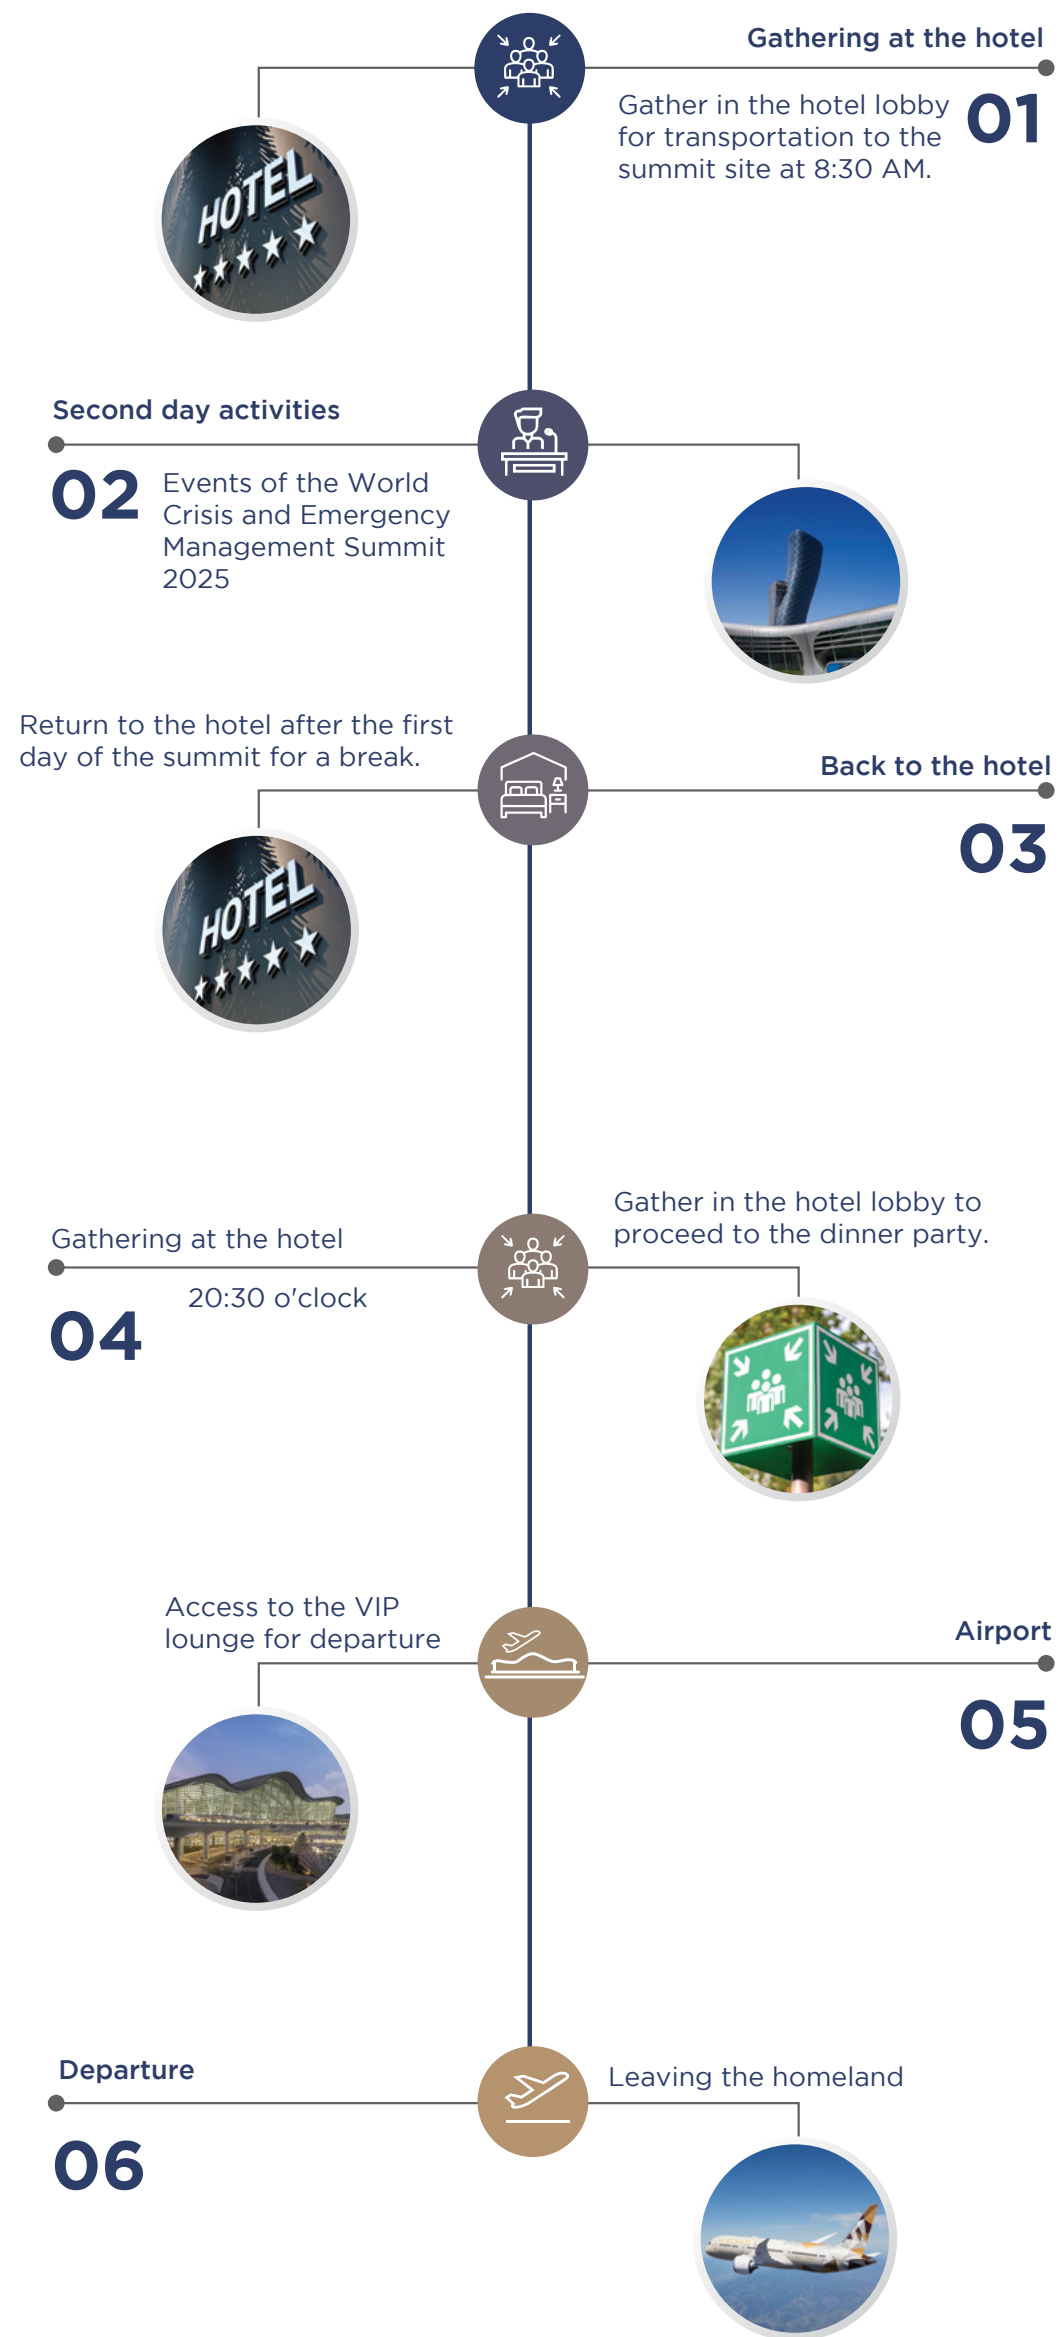 Gathering at the hotel
01
Gather in the hotel lobby
for transportation to the
summit site at 8:30 AM.
HOTEL
Second day activities
02
Events of the World
Crisis and Emergency
Management Summit
2025
Return to the hotel after the first
day of the summit for a break.
Back to the hotel
03
HOTEL
Gathering at the hotel
20:30 o'clock
04
Gather in the hotel lobby to
proceed to the dinner party.
Access to the VIP
lounge for departure
Airport
05
Departure
06
Leaving the homeland